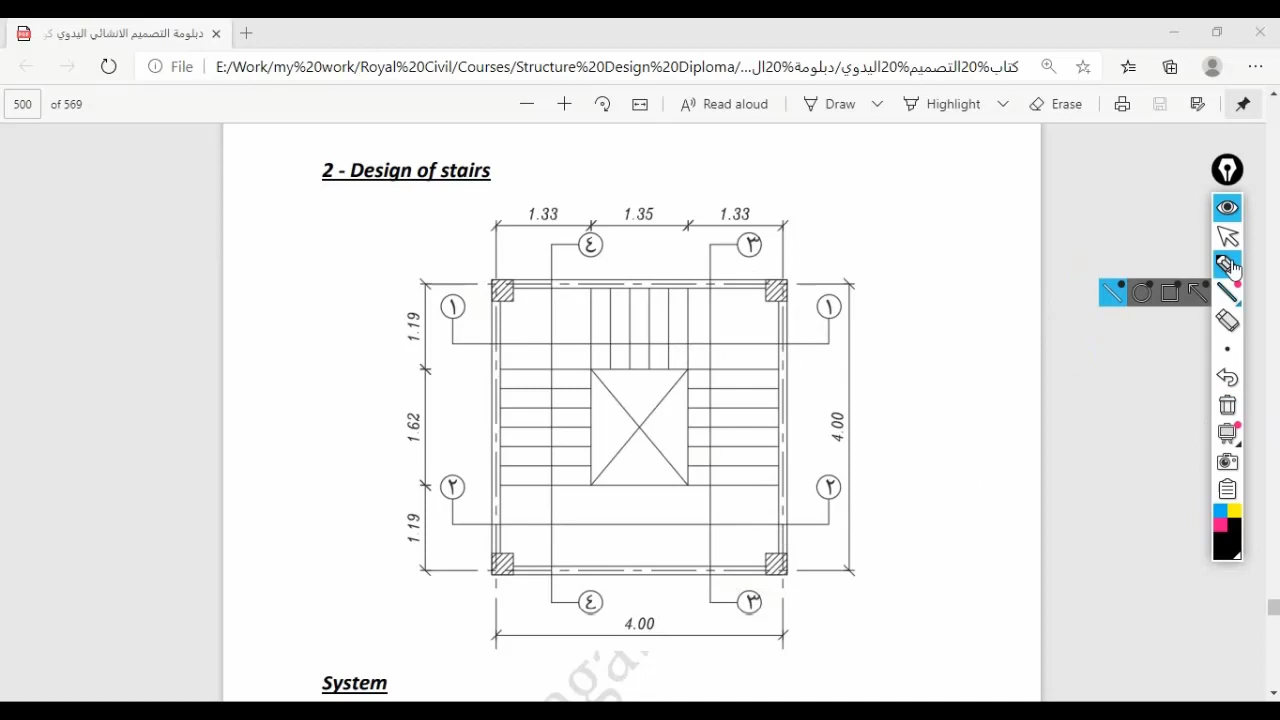 دبلومة التصميم الانشائي اليدوي كـ
File
E:/Work/my%20work/Royal%20Civil/Courses/Structure%20Design%20Diploma/...كتاب%20التصميم%20اليدوي/دبلومة%20ال
500 of 569
Read aloud
Draw
Highlight
Erase
2 - Design of stairs
1.33 1.35 1.33
٤ ٣
١ ١
1.19
1.62
4.00
٢ ٢
1.19
٤ ٣
4.00
System